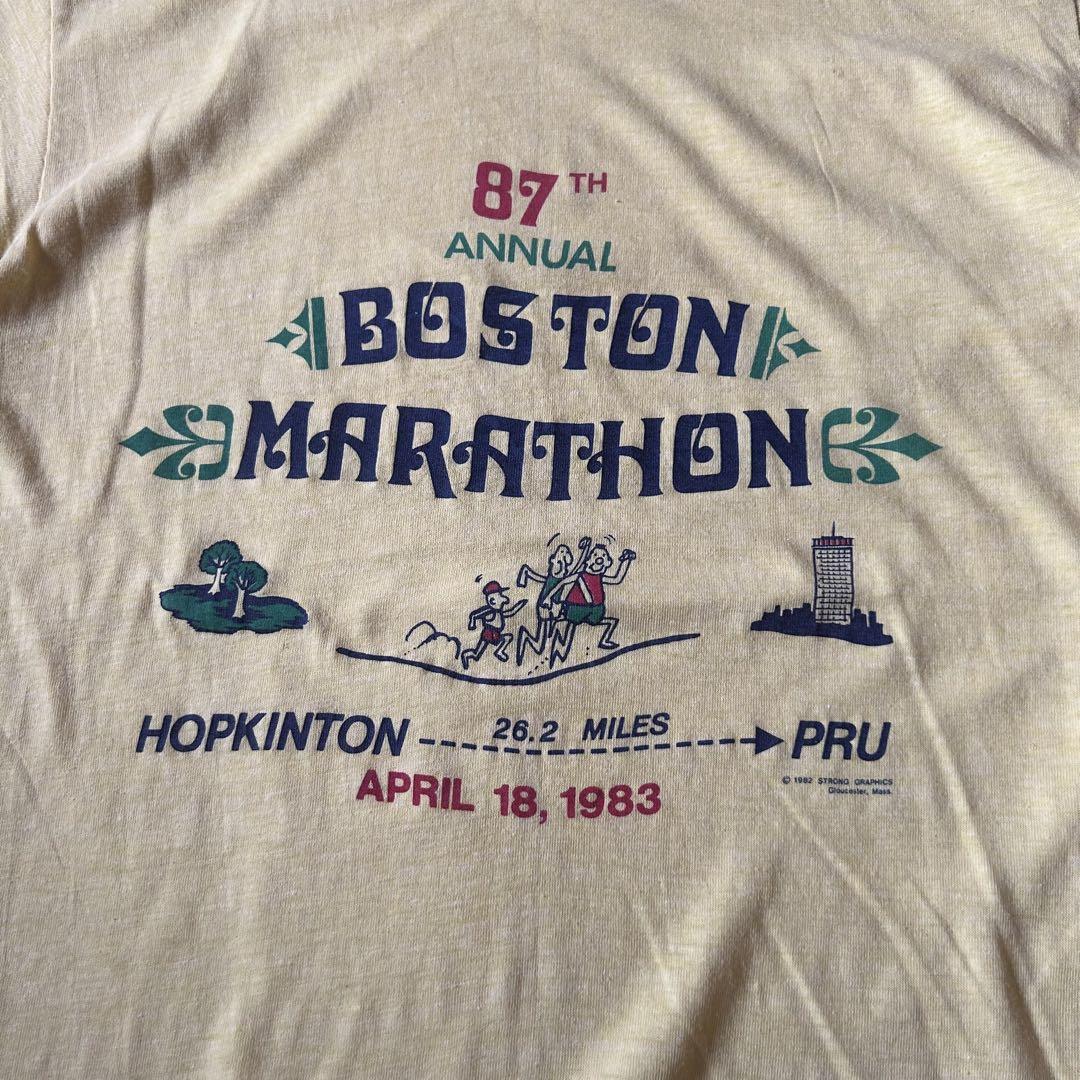 87TH
ANNUAL
BOSTON
MARATHON
HOPKINTON 26.2 MILES PRU
© 1982 STRONG GRAPHICS
Gloucester, Mass.
APRIL 18, 1983